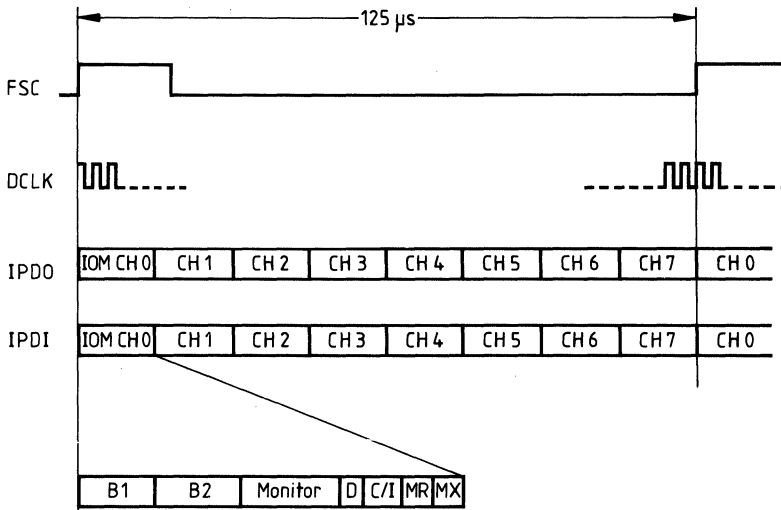 125 µs
FSC
DCLK
IPDO IOM CH0 CH1 CH2 CH3 CH4 CH5 CH6 CH7 CH0
IPDI IOM CH0 CH1 CH2 CH3 CH4 CH5 CH6 CH7 CH0
B1 B2 Monitor D C/I MR MX